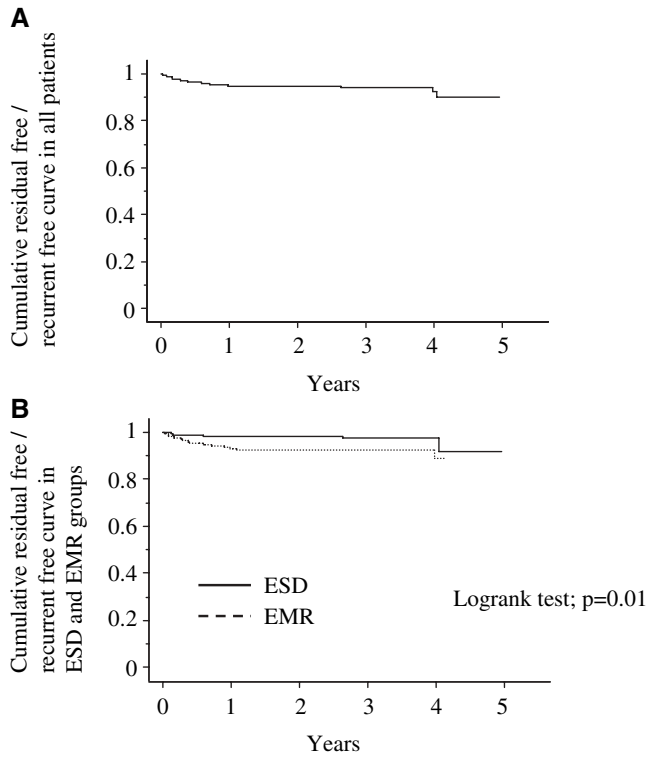 A
Cumulative residual free /
recurrent free curve in all patients
1
0.8
0.6
0.4
0.2
0
0 1 2 3 4 5
Years
B
Cumulative residual free /
recurrent free curve in
ESD and EMR groups
1
0.8
0.6
0.4
0.2
0
ESD
EMR
Logrank test; p=0.01
0 1 2 3 4 5
Years